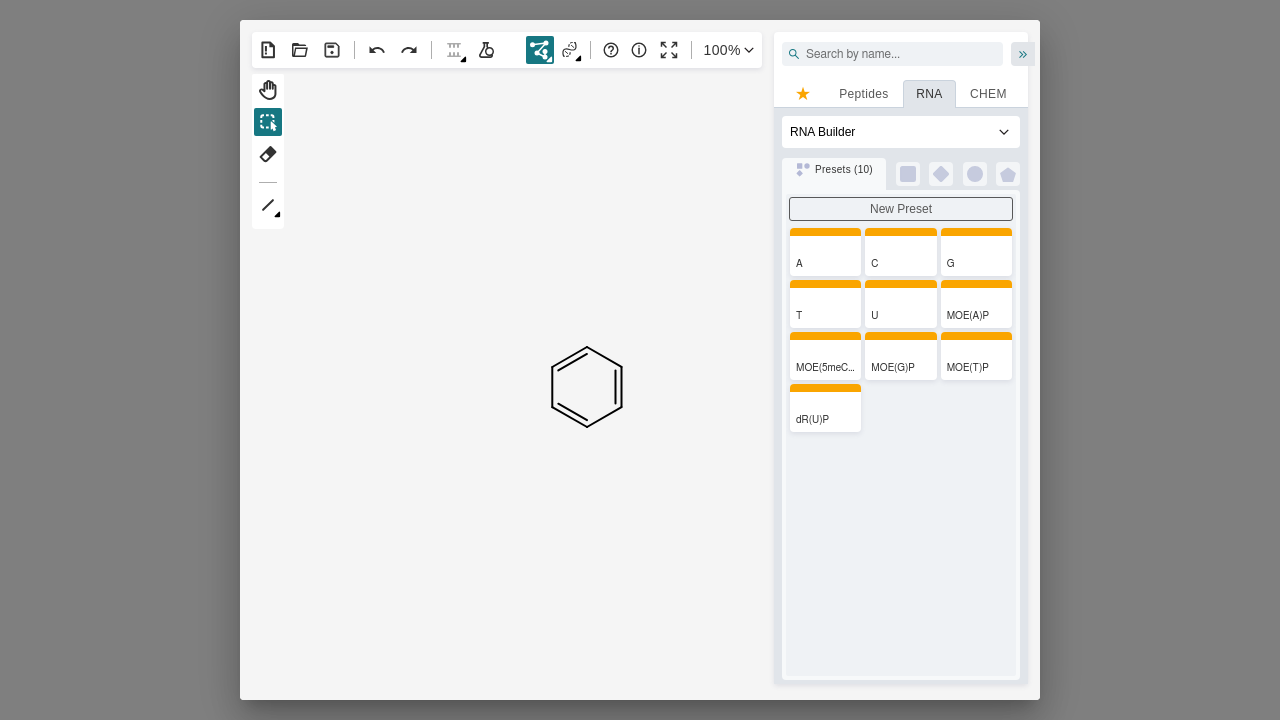 100%
Search by name...
Peptides
RNA
CHEM
RNA Builder
Presets (10)
New Preset
A
C
G
T
U
MOE(A)P
MOE(5meC...
MOE(G)P
MOE(T)P
dR(U)P